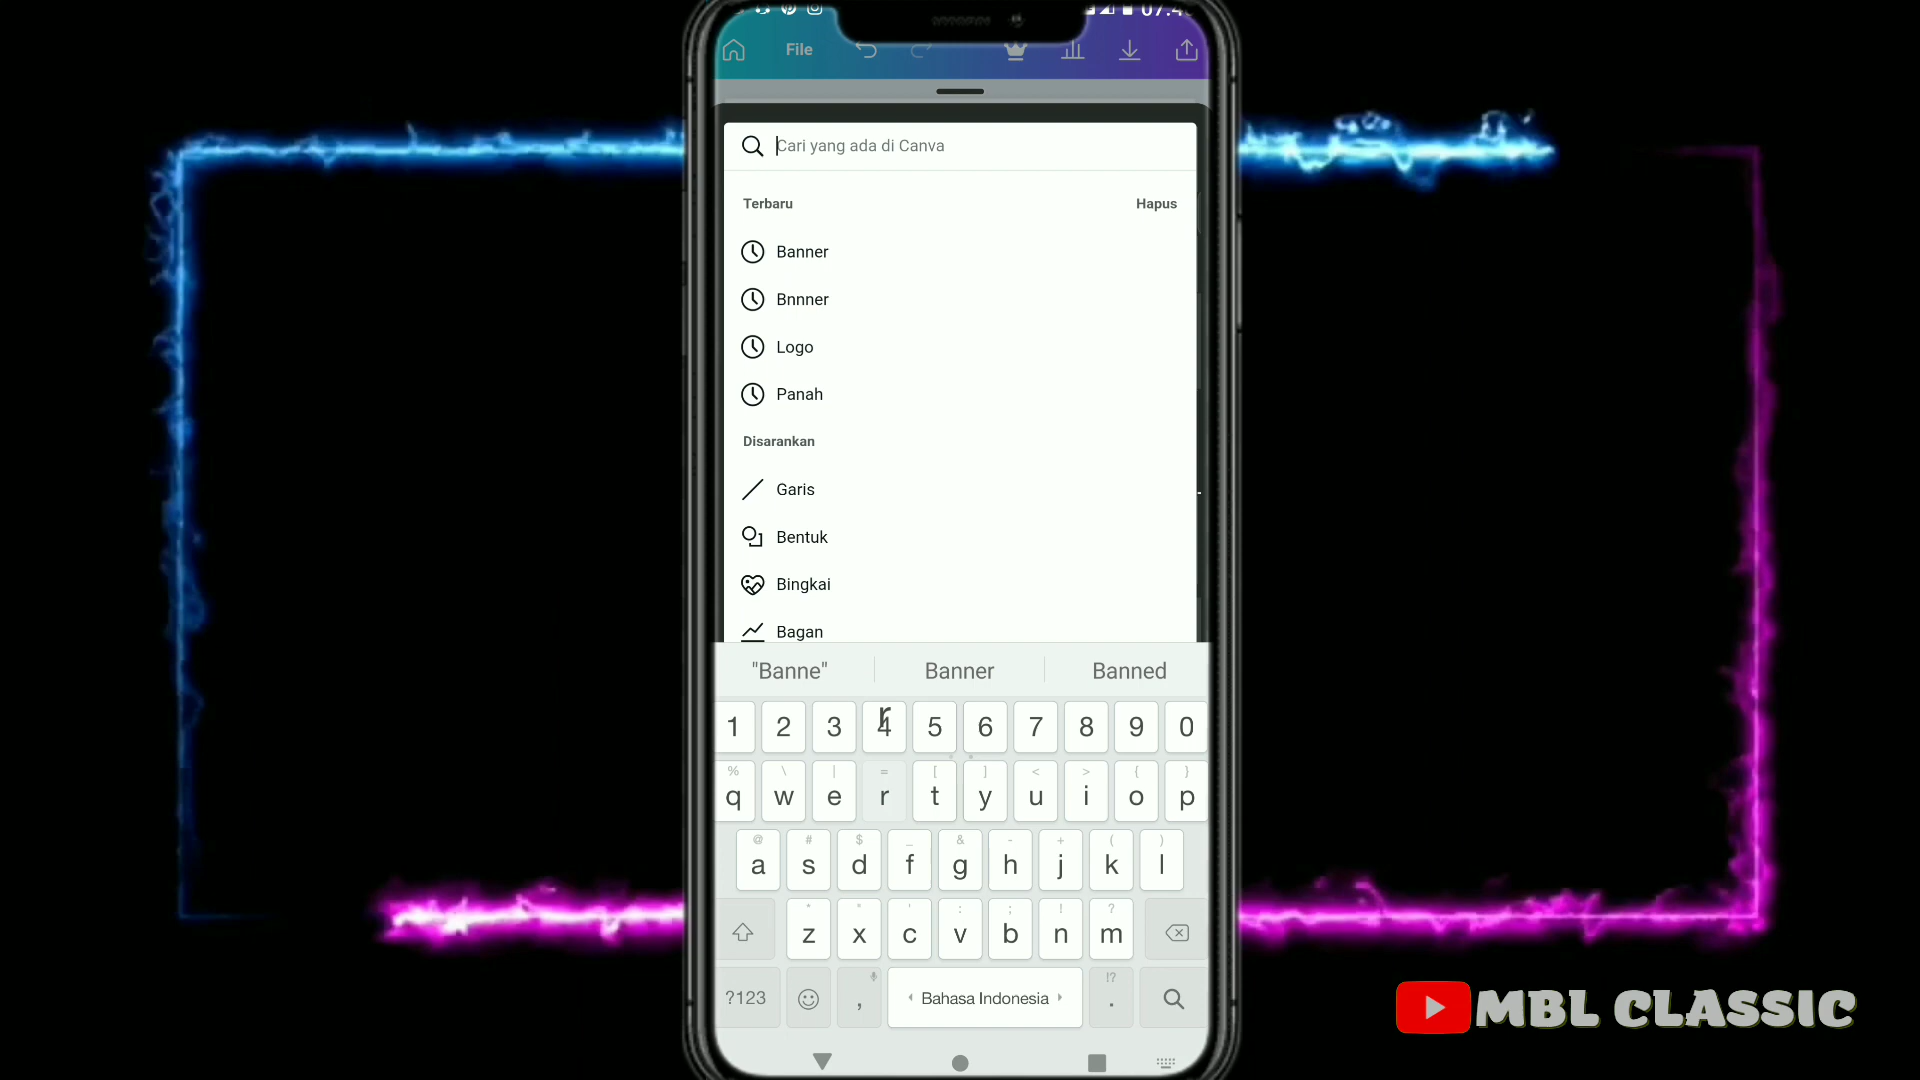 File
Cari yang ada di Canva
Terbaru Hapus
Banner
Bnnner
Logo
Panah
Disarankan
Garis
Bentuk
Bingkai
Bagan
"Banne" Banner Banned
r
1 2 3 4 5 6 7 8 9 0
% \ | = [ ] < > { }
q w e r t y u i o p
@ # $ _ & - + ( )
a s d f g h j k l
* " ' : ; ! ?
z x c v b n m
!?
?123 , Bahasa Indonesia .
MBL CLASSIC